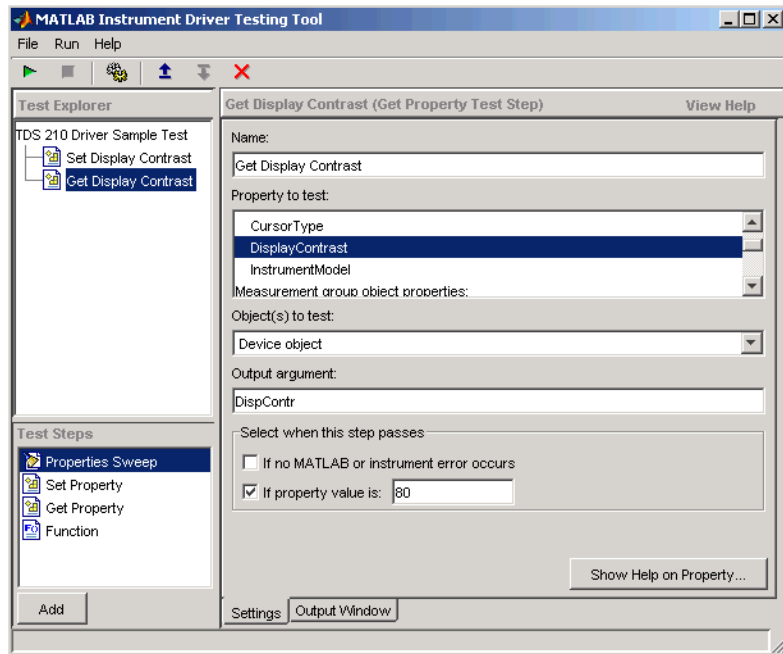 MATLAB Instrument Driver Testing Tool
File Run Help
Test Explorer
TDS 210 Driver Sample Test
Set Display Contrast
Get Display Contrast
Test Steps
Properties Sweep
Set Property
Get Property
Function
Add
Get Display Contrast (Get Property Test Step) View Help
Name:
Get Display Contrast
Property to test:
CursorType
DisplayContrast
InstrumentModel
Measurement group object properties:
Object(s) to test:
Device object
Output argument:
DispContr
Select when this step passes
If no MATLAB or instrument error occurs
If property value is: 80
Show Help on Property...
Settings Output Window